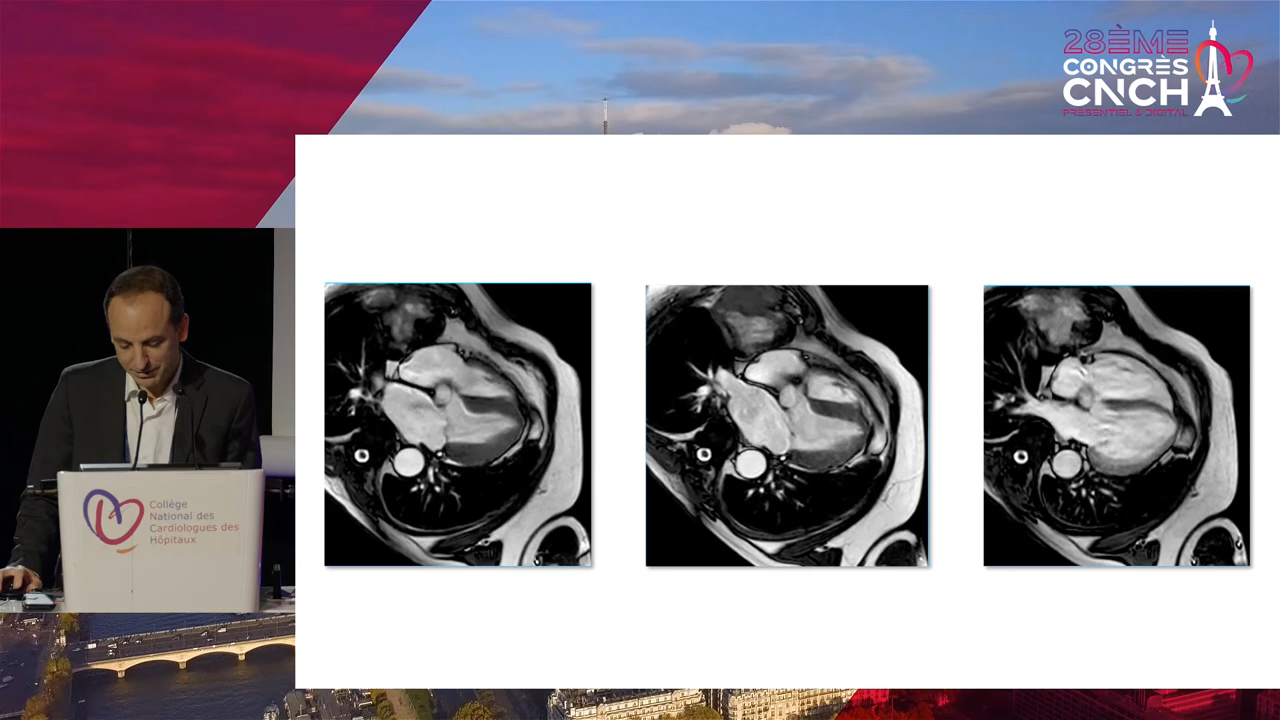 28ÈME
CONGRÈS
CNCH
PRÉSENTIEL & DIGITAL
Collège
National des
Cardiologues des
Hôpitaux